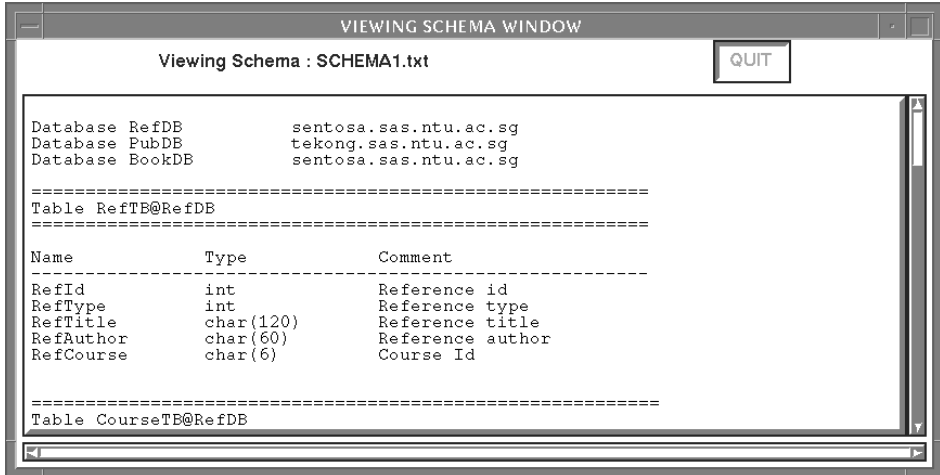 VIEWING SCHEMA WINDOW
Viewing Schema : SCHEMA1.txt
QUIT
Database RefDB sentosa.sas.ntu.ac.sg
Database PubDB tekong.sas.ntu.ac.sg
Database BookDB sentosa.sas.ntu.ac.sg
=========================================================
Table RefTB@RefDB
=========================================================
Name Type Comment
---------------------------------------------------------
RefId int Reference id
RefType int Reference type
RefTitle char(120) Reference title
RefAuthor char(60) Reference author
RefCourse char(6) Course Id
==========================================================
Table CourseTB@RefDB